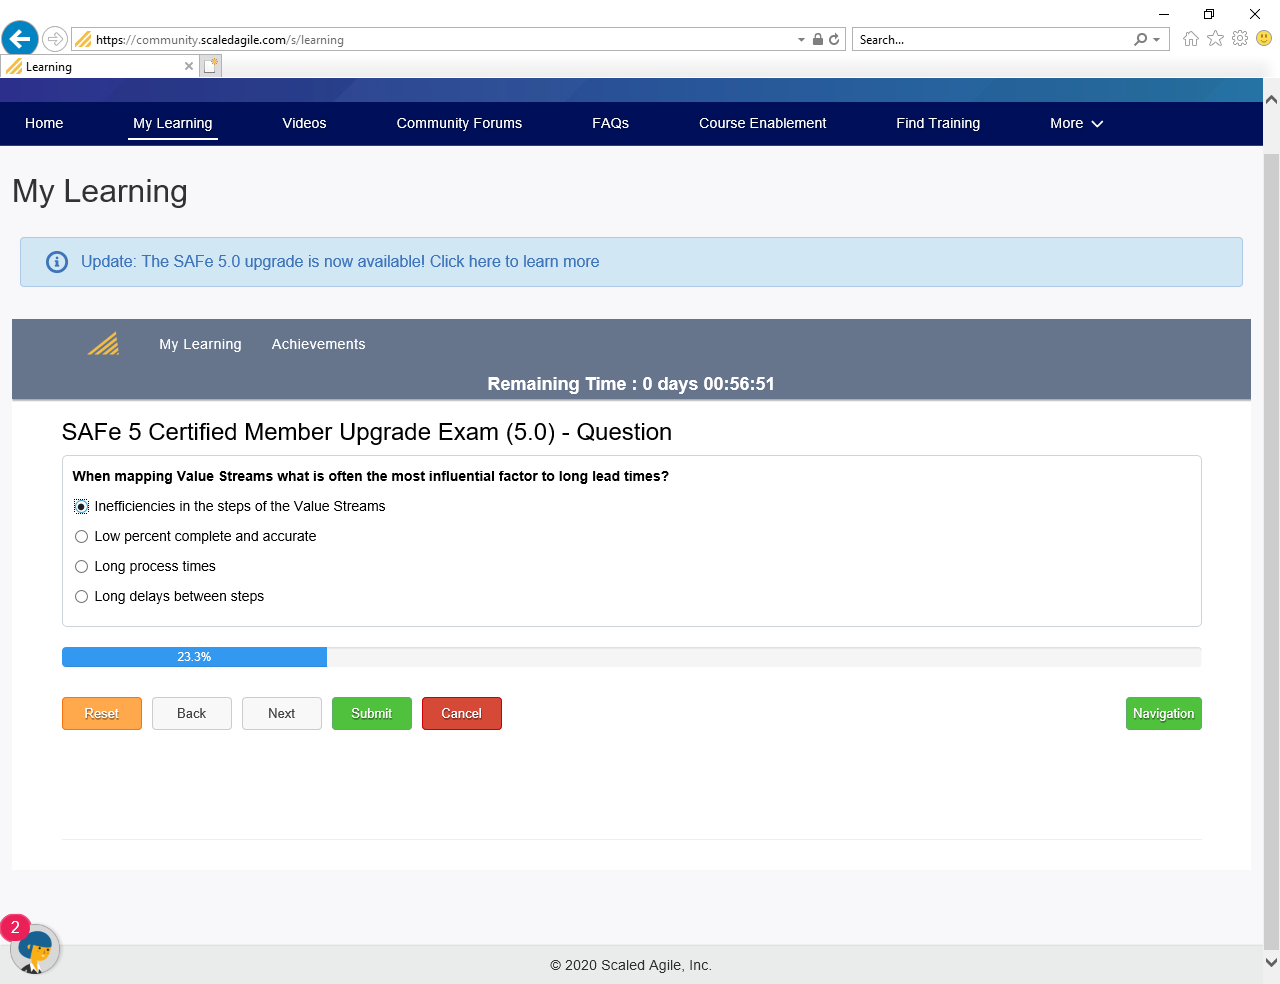 https://community.scaledagile.com/s/learning
Search...
Learning
Home My Learning Videos Community Forums FAQs Course Enablement Find Training More
My Learning
Update: The SAFe 5.0 upgrade is now available! Click here to learn more
My Learning Achievements
Remaining Time : 0 days 00:56:51
SAFe 5 Certified Member Upgrade Exam (5.0) - Question
When mapping Value Streams what is often the most influential factor to long lead times?
Inefficiencies in the steps of the Value Streams
Low percent complete and accurate
Long process times
Long delays between steps
23.3%
Reset Back Next Submit Cancel Navigation
2
© 2020 Scaled Agile, Inc.